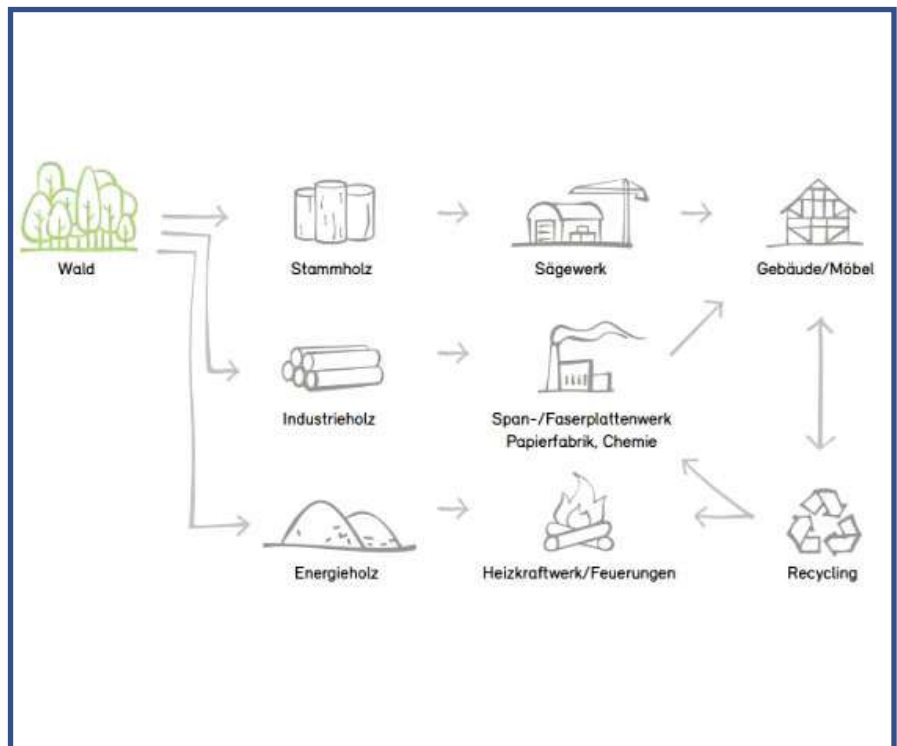 Wald
Stammholz
Sägewerk
Gebäude/Möbel
Industrieholz
Span-/Faserplattenwerk
Papierfabrik, Chemie
Energieholz
Heizkraftwerk/Feuerungen
Recycling